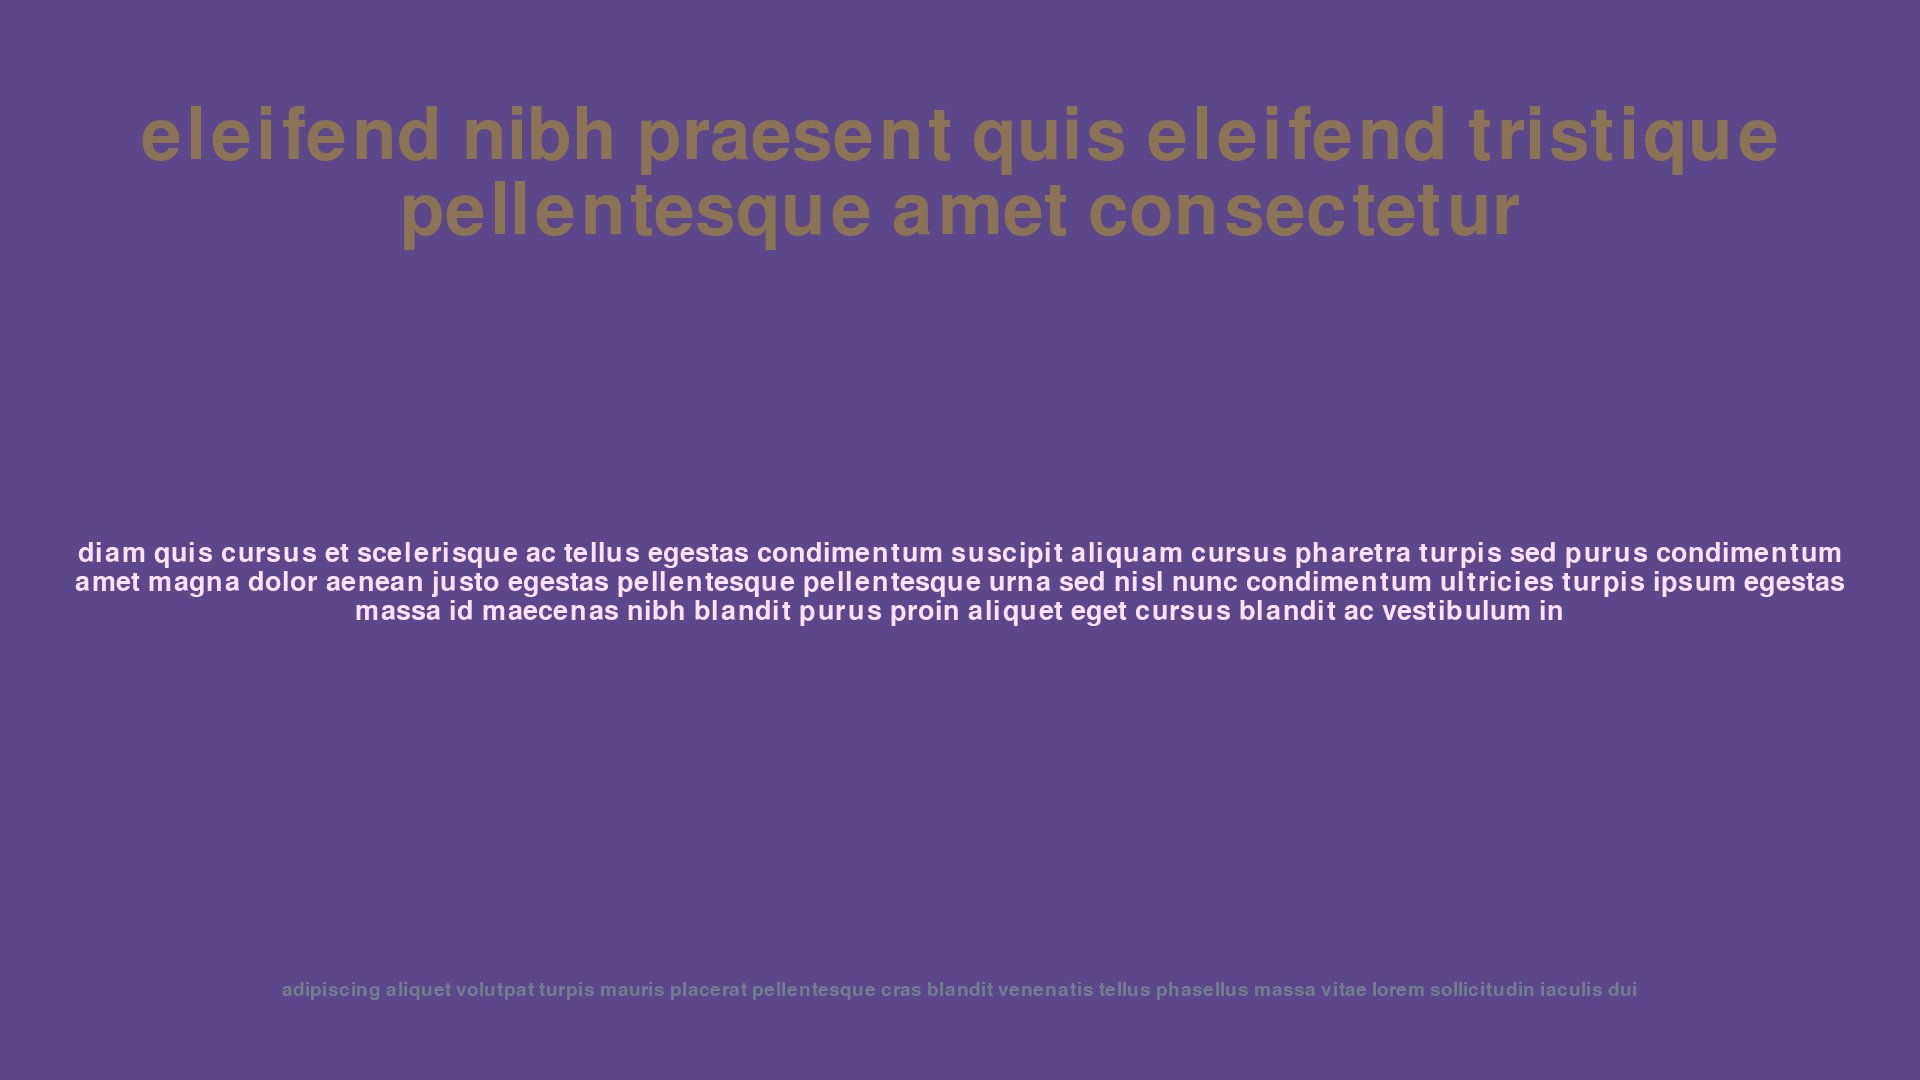 eleifend nibh praesent quis eleifend tristique
pellentesque amet consectetur
diam quis cursus et scelerisque ac tellus egestas condimentum suscipit aliquam cursus pharetra turpis sed purus condimentum
amet magna dolor aenean justo egestas pellentesque pellentesque urna sed nisl nunc condimentum ultricies turpis ipsum egestas
massa id maecenas nibh blandit purus proin aliquet eget cursus blandit ac vestibulum in
adipiscing aliquet volutpat turpis mauris placerat pellentesque cras blandit venenatis tellus phasellus massa vitae lorem sollicitudin iaculis dui